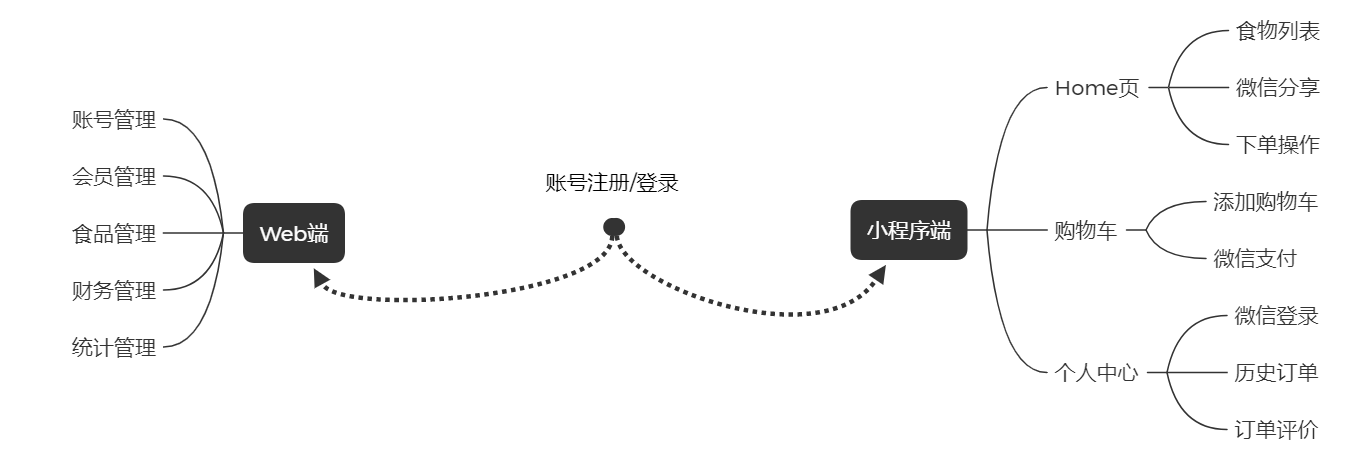 账号管理
会员管理
食品管理
财务管理
统计管理
Web端
账号注册/登录
小程序端
Home页
食物列表
微信分享
下单操作
购物车
添加购物车
微信支付
个人中心
微信登录
历史订单
订单评价